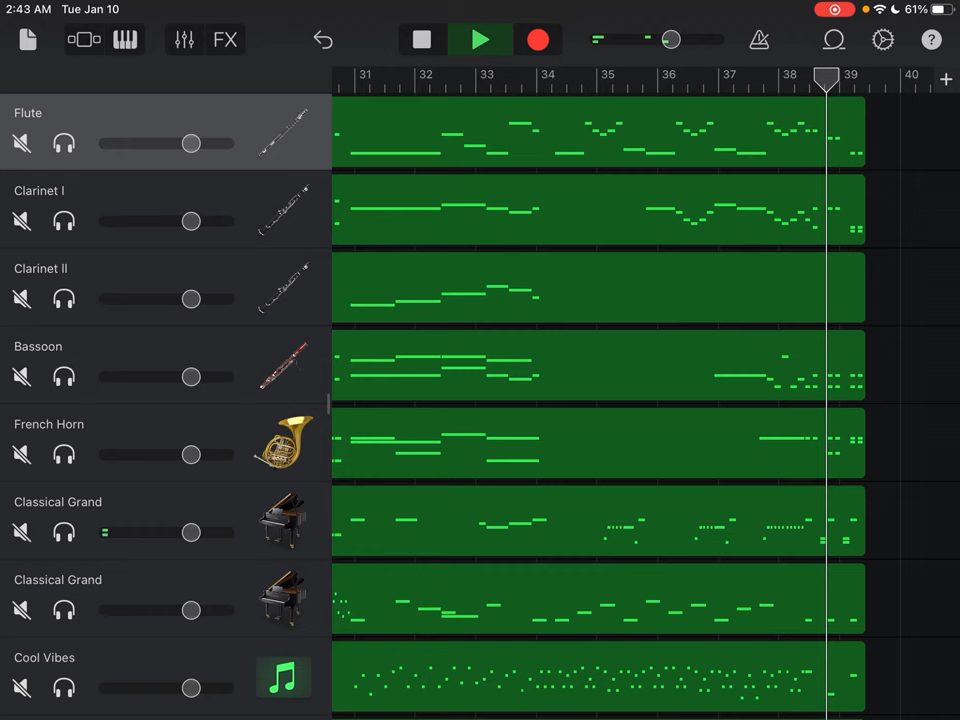 2:43 AM Tue Jan 10 61%
FX
31 32 33 34 35 36 37 38 39 40
Flute
Clarinet I
Clarinet II
Bassoon
French Horn
Classical Grand
Classical Grand
Cool Vibes